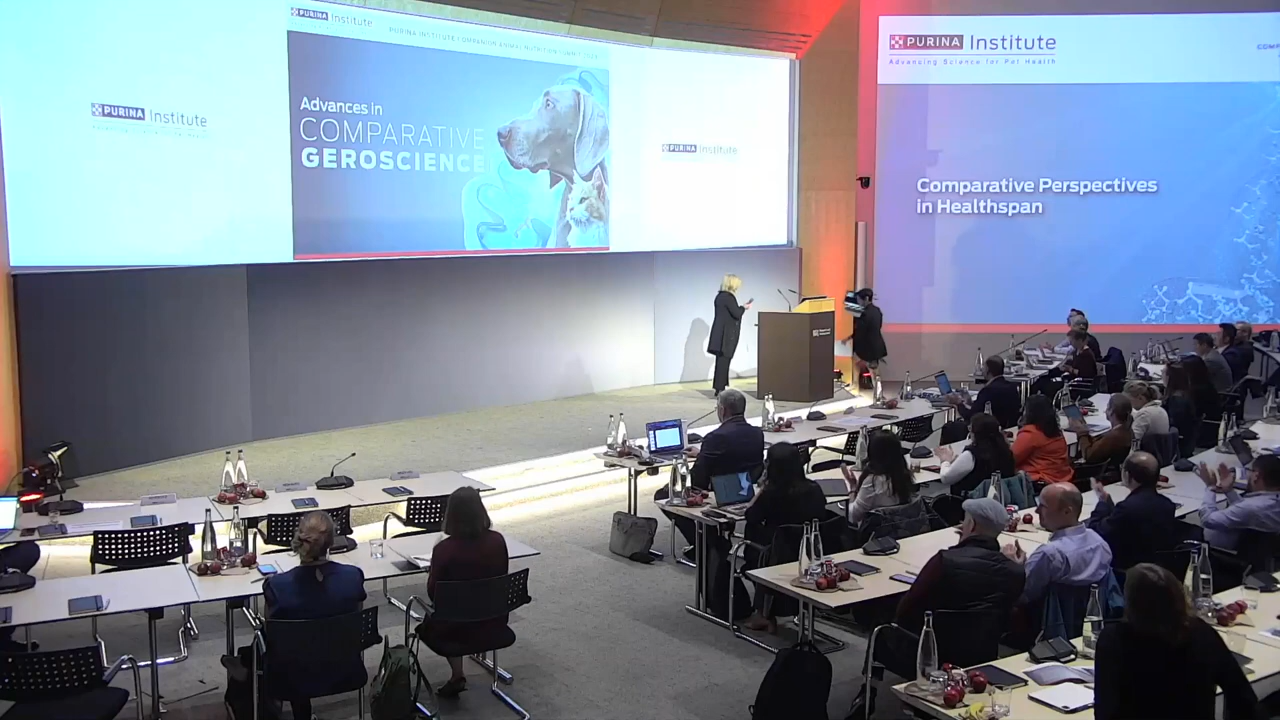 PURINA Institute
PURINA INSTITUTE COMPANION ANIMAL NUTRITION SUMMIT
Advances in
COMPARATIVE
GEROSCIENCE
PURINA Institute
PURINA Institute
PURINA Institute
Advancing Science for Pet Health
Comparative Perspectives
in Healthspan